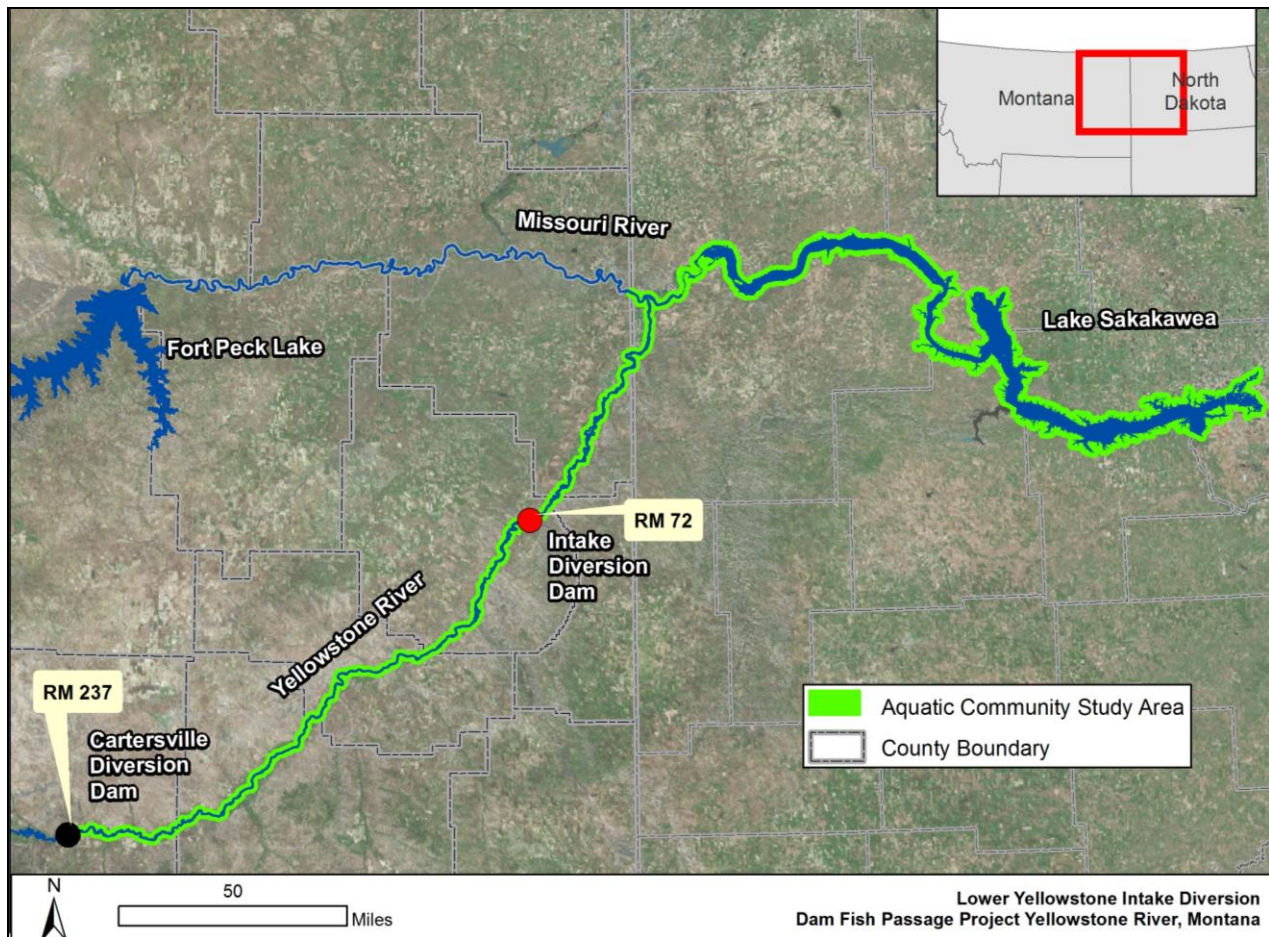 Montana
North
Dakota
Missouri River
Fort Peck Lake
Lake Sakakawea
RM 72
Intake
Diversion
Dam
Yellowstone River
RM 237
Cartersville
Diversion
Dam
Aquatic Community Study Area
County Boundary
N
50
Miles
Lower Yellowstone Intake Diversion
Dam Fish Passage Project Yellowstone River, Montana